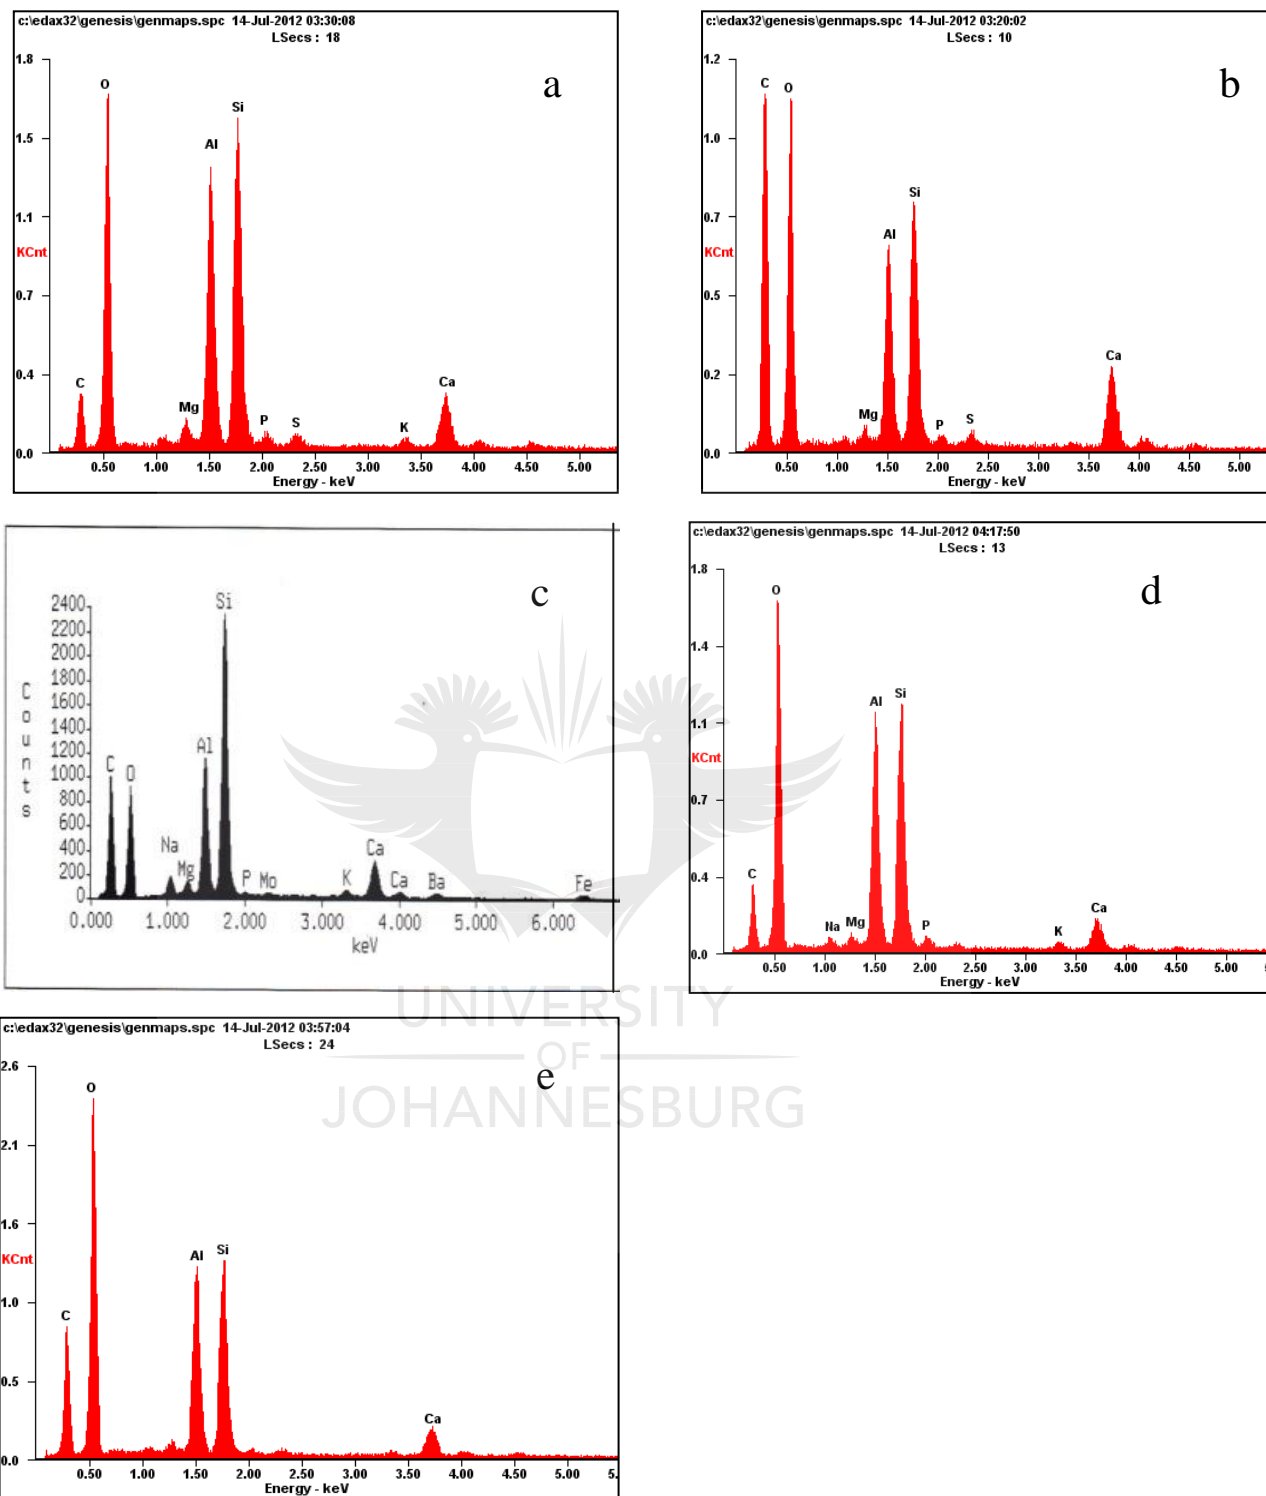 c:\edax32\genesis\genmaps.spc 14-Jul-2012 03:30:08
LSecs : 18
a
1.8
1.5
1.1
0.7
0.4
0.0
KCnt
C
O
Mg
Al
Si
P
S
K
Ca
0.50 1.00 1.50 2.00 2.50 3.00 3.50 4.00 4.50 5.00
Energy - keV
c:\edax32\genesis\genmaps.spc 14-Jul-2012 03:20:02
LSecs : 10
b
1.2
1.0
0.7
0.5
0.2
0.0
KCnt
C
O
Mg
Al
Si
P
S
Ca
0.50 1.00 1.50 2.00 2.50 3.00 3.50 4.00 4.50 5.00
Energy - keV
c
2400
2200
2000
1800
1600
1400
1200
1000
800
600
400
200
0
Counts
C
O
Na
Mg
Al
Si
P
Mo
K
Ca
Ca
Ba
Fe
0.000 1.000 2.000 3.000 4.000 5.000 6.000
keV
c:\edax32\genesis\genmaps.spc 14-Jul-2012 04:17:50
LSecs : 13
d
1.8
1.4
1.1
0.7
0.4
0.0
KCnt
C
O
Na
Mg
Al
Si
P
K
Ca
0.50 1.00 1.50 2.00 2.50 3.00 3.50 4.00 4.50 5.00
Energy - keV
UNIVERSITY
OF
JOHANNESBURG
c:\edax32\genesis\genmaps.spc 14-Jul-2012 03:57:04
LSecs : 24
e
2.6
2.1
1.6
1.0
0.5
0.0
KCnt
C
O
Al
Si
Ca
0.50 1.00 1.50 2.00 2.50 3.00 3.50 4.00 4.50 5.00 5.
Energy - keV